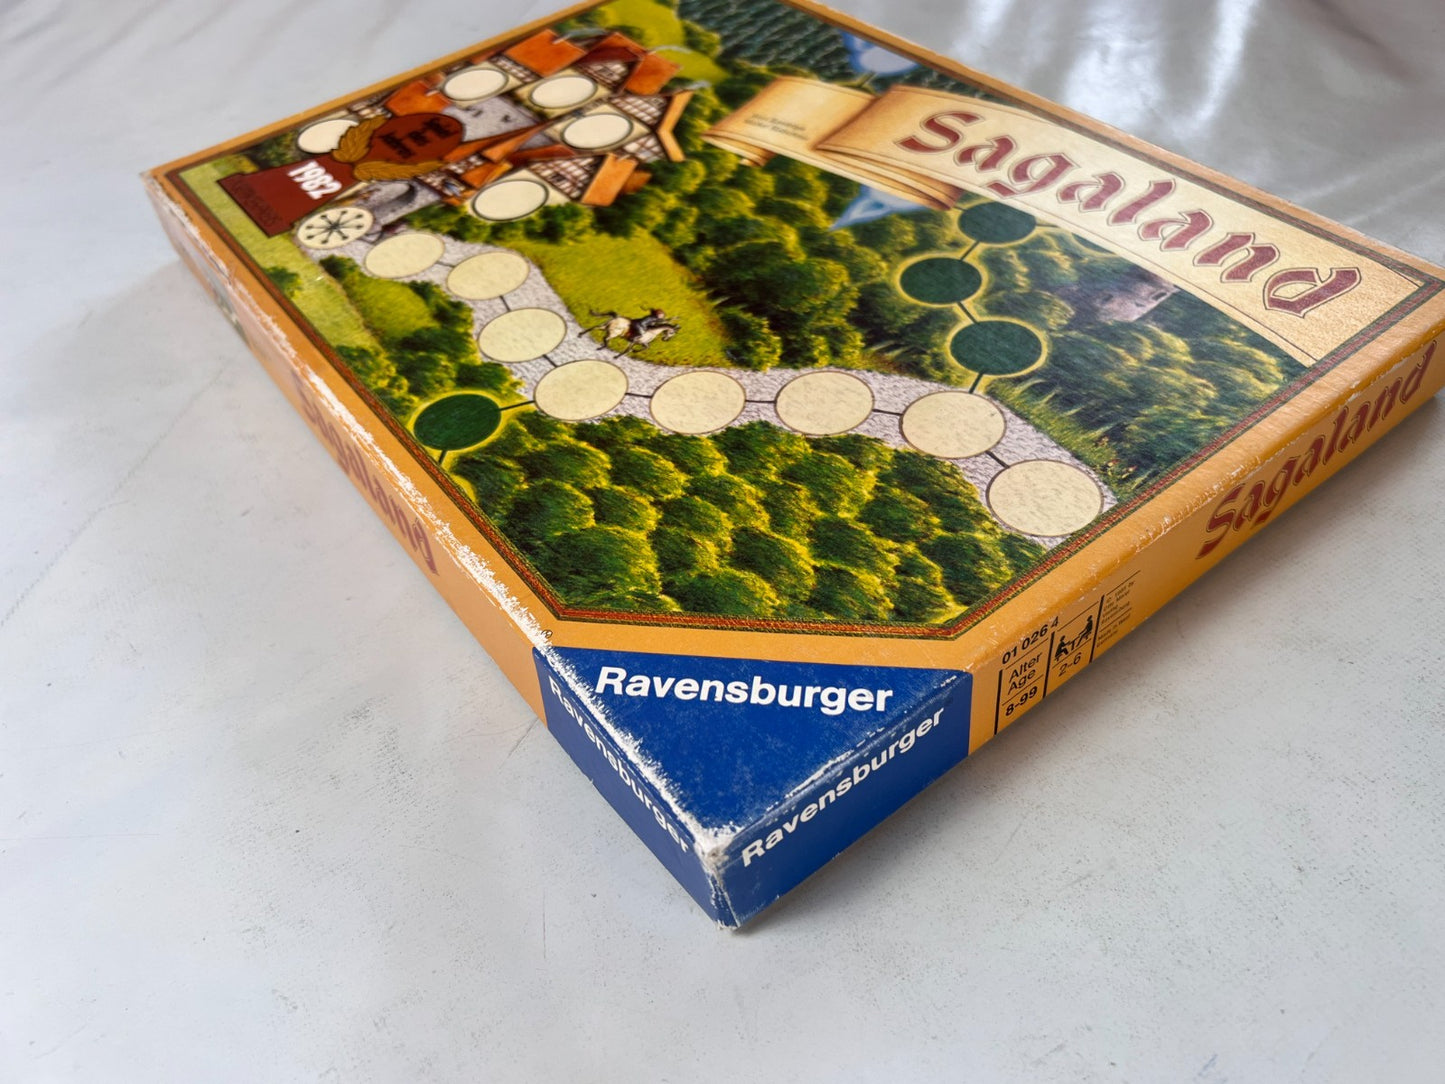 Sagaland
1982
Ravensburger
Sagaland
Ravensburger
Ravensburger
Sagaland
01 026 4
Alter
Age
8-99
2-6